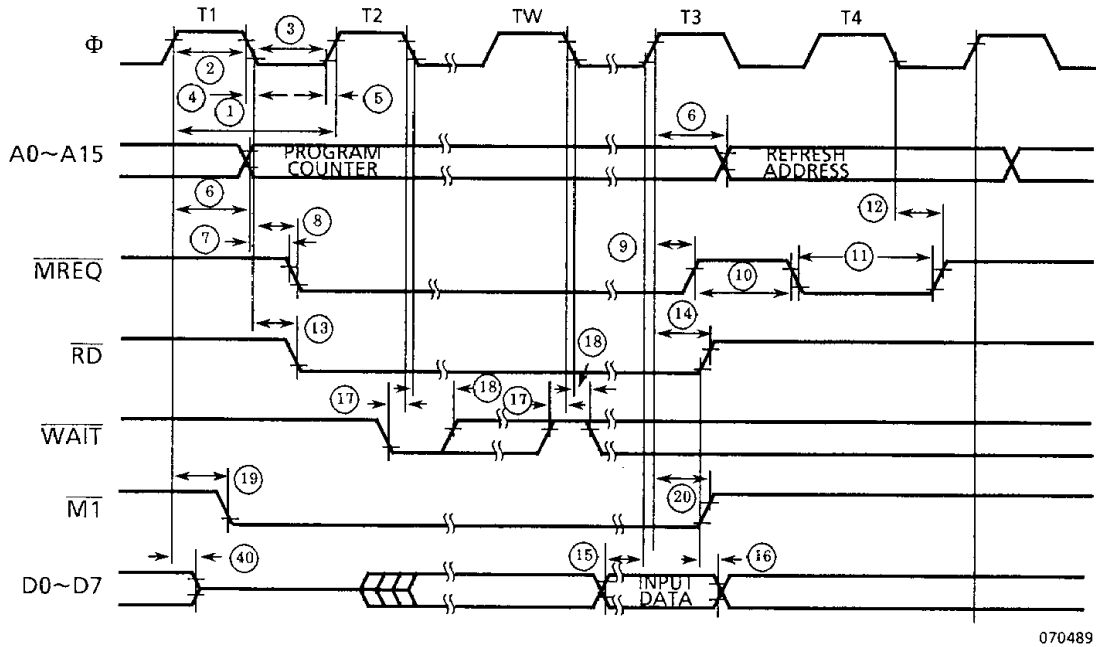 T1 T2 TW T3 T4
Φ
③
②
④ ① ⑤
⑥
A0~A15 PROGRAM COUNTER REFRESH ADDRESS
⑥ ⑫
⑦ ⑧
MREQ ⑨ ⑩ ⑪
⑬ ⑭
RD
⑱
⑰ ⑱ ⑰
WAIT
⑲ ⑳
M1
㊵ ⑮ ⑯
D0~D7 INPUT DATA
070489